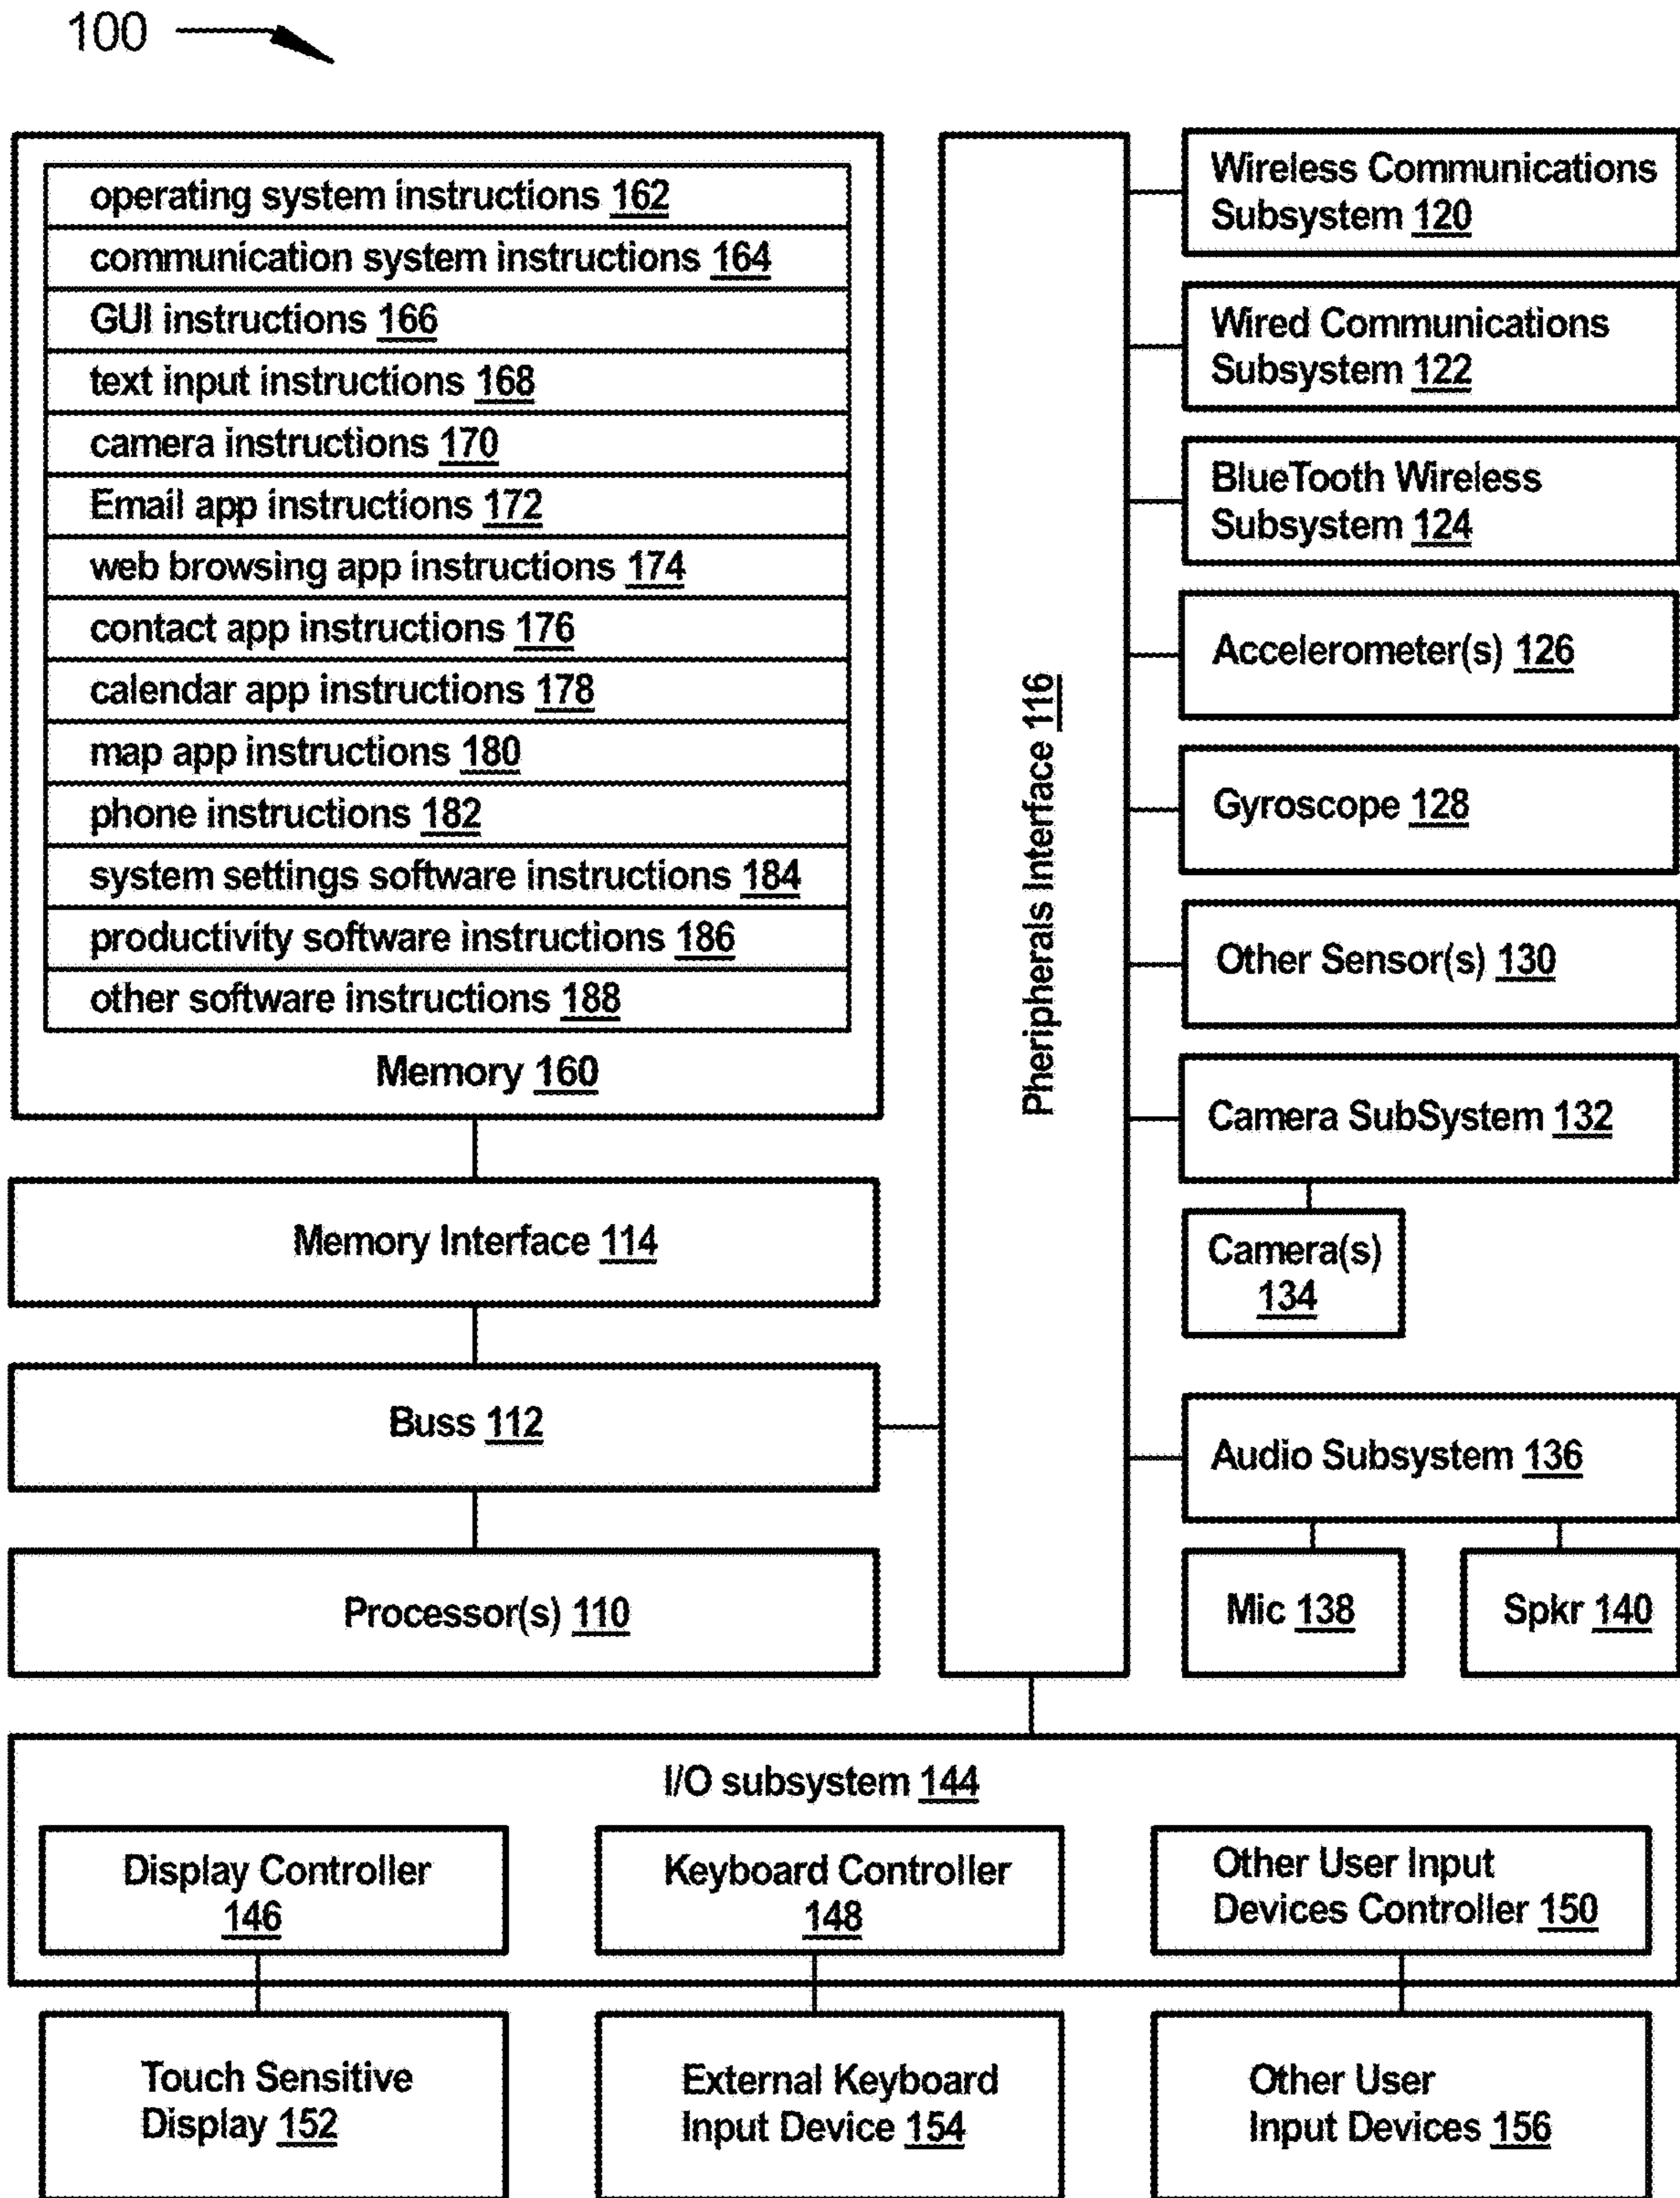 100
operating system instructions 162
communication system instructions 164
GUI instructions 166
text input instructions 168
camera instructions 170
Email app instructions 172
web browsing app instructions 174
contact app instructions 176
calendar app instructions 178
map app instructions 180
phone instructions 182
system settings software instructions 184
productivity software instructions 186
other software instructions 188
Memory 160
Memory Interface 114
Buss 112
Processor(s) 110
Pheripherals Interface 116
Wireless Communications
Subsystem 120
Wired Communications
Subsystem 122
BlueTooth Wireless
Subsystem 124
Accelerometer(s) 126
Gyroscope 128
Other Sensor(s) 130
Camera SubSystem 132
Camera(s)
134
Audio Subsystem 136
Mic 138
Spkr 140
I/O subsystem 144
Display Controller
146
Keyboard Controller
148
Other User Input
Devices Controller 150
Touch Sensitive
Display 152
External Keyboard
Input Device 154
Other User
Input Devices 156